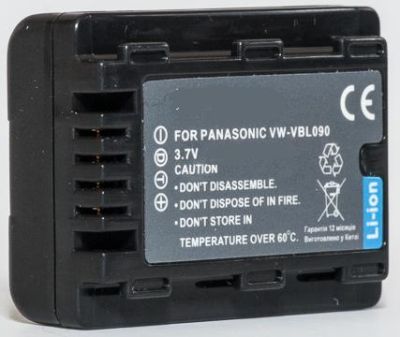 CE
FOR PANASONIC VW-VBL090
3.7V
CAUTION
• DON'T DISASSEMBLE.
• DON'T DISPOSE OF IN FIRE.
• DON'T STORE IN
TEMPERATURE OVER 60°C.
Гарантія 12 місяців
Виготовлено у Китаї
Li-ion